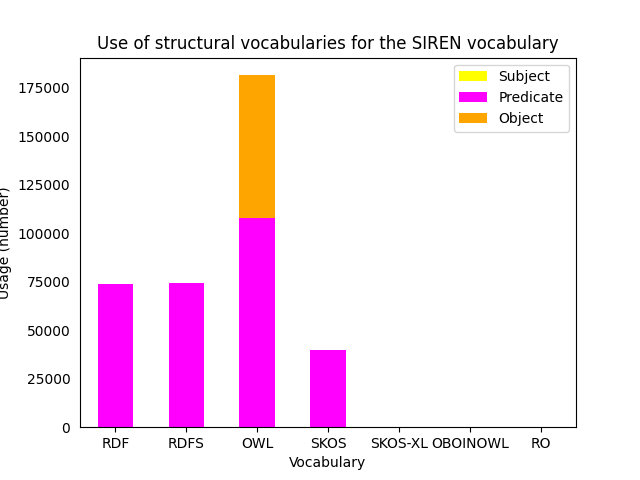 Use of structural vocabularies for the SIREN vocabulary
Subject
Predicate
Object
175000
150000
125000
100000
75000
50000
25000
0
Usage (number)
RDF RDFS OWL SKOS SKOS-XL OBOINOWL RO
Vocabulary